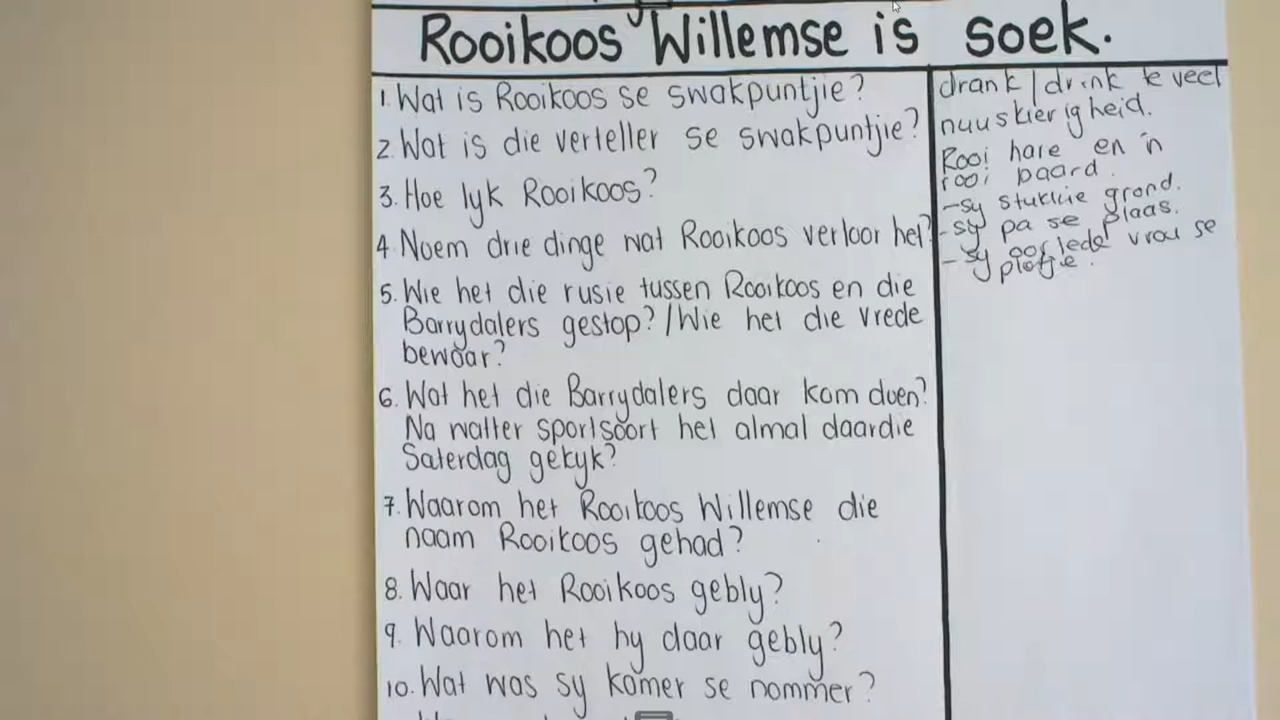 Rooikoos Willemse is soek.
1. Wat is Rooikoos se swakpuntjie?
2. Wat is die verteller se swakpuntjie?
3. Hoe lyk Rooikoos?
4. Noem drie dinge wat Rooikoos verloor het?
5. Wie het die rusie tussen Rooikoos en die
Barrydalers gestop? /Wie het die vrede
bewaar?
6. Wat het die Barrydalers daar kom doen?
Na watter sportsoort het almal daardie
Saterdag gekyk?
7. Waarom het Rooikoos Willemse die
naam Rooikoos gehad?
8. Waar het Rooikoos gebly?
9. Waarom het hy daar gebly?
10. Wat was sy kamer se nommer?
drank/drink te veel
nuuskierigheid.
Rooi hare en 'n
rooi baard.
-sy stukkie grond.
-sy pa se plaas.
-sy oorlede vrou se
plotjie.